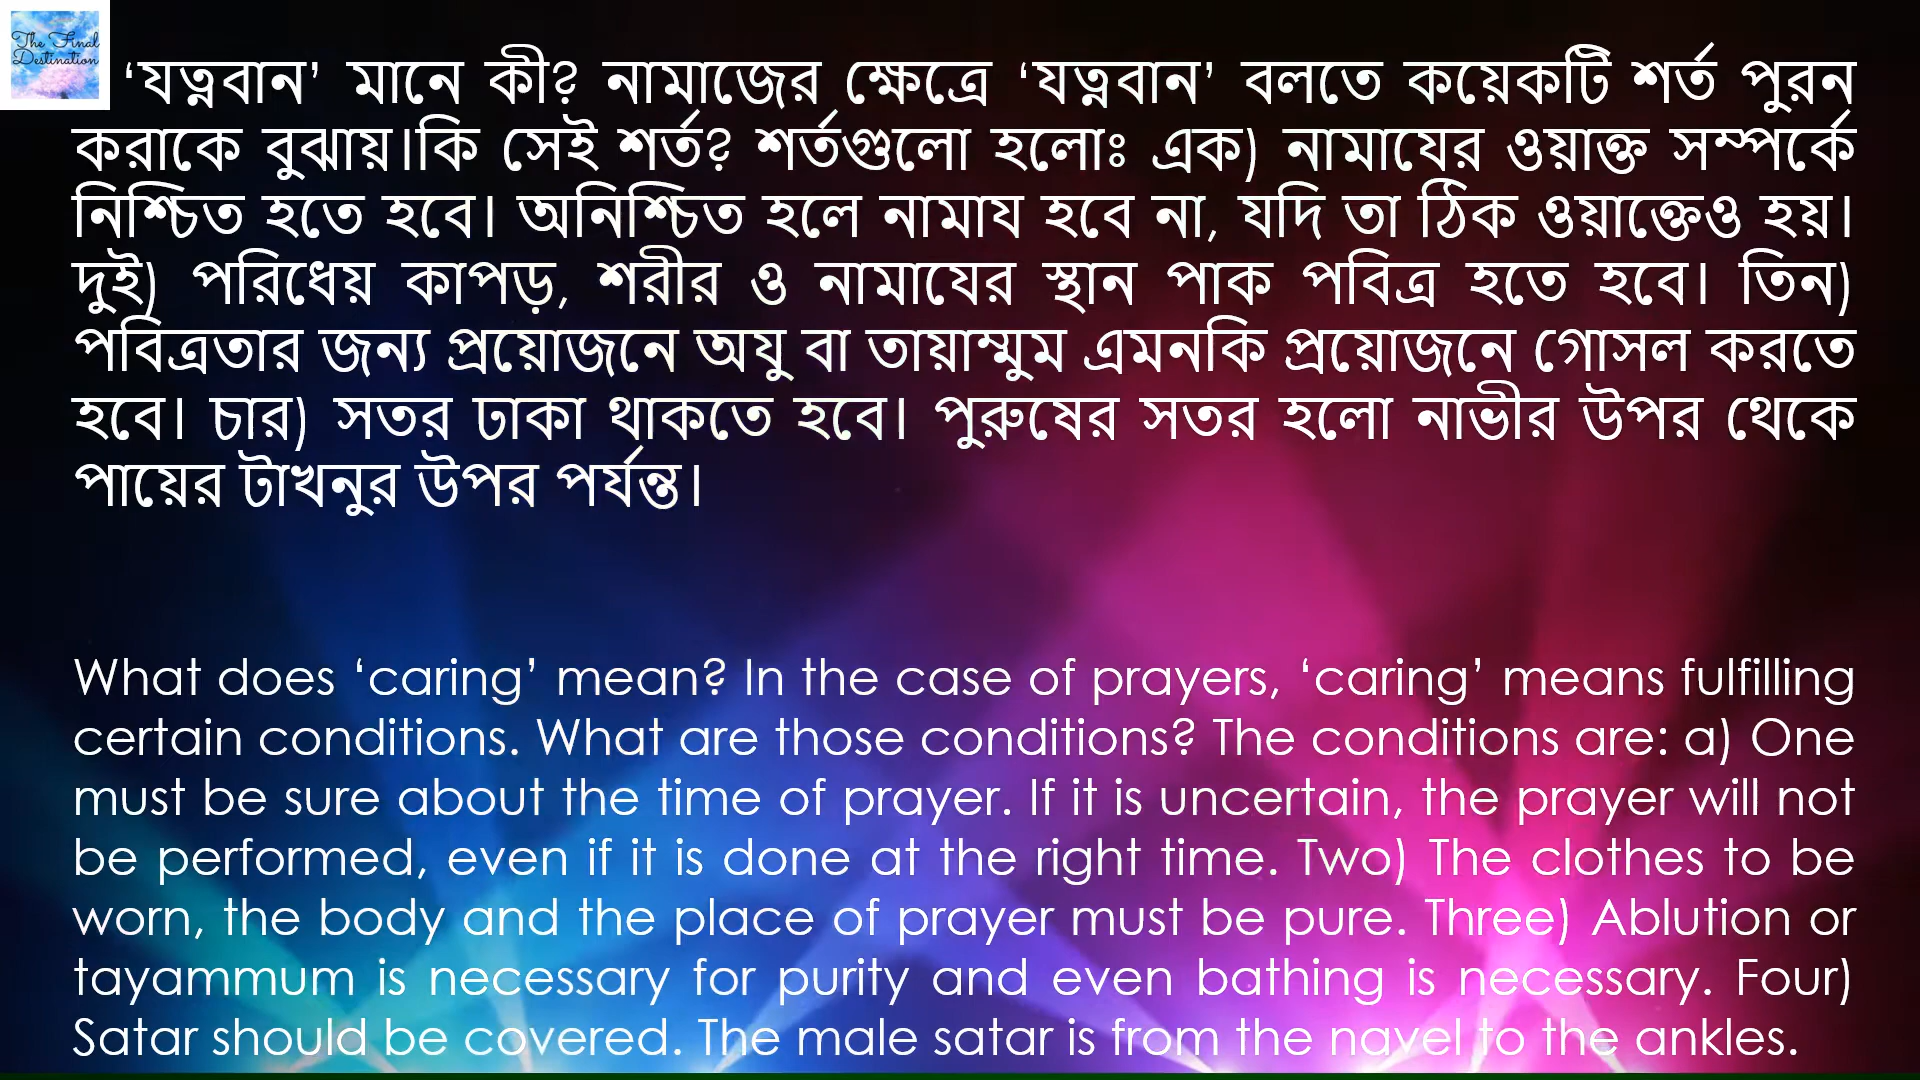 The Final
Destination
‘যত্নবান’ মানে কী? নামাজের ক্ষেত্রে ‘যত্নবান’ বলতে কয়েকটি শর্ত পুরন
করাকে বুঝায়।কি সেই শর্ত? শর্তগুলো হলোঃ এক) নামাযের ওয়াক্ত সম্পর্কে
নিশ্চিত হতে হবে। অনিশ্চিত হলে নামায হবে না, যদি তা ঠিক ওয়াক্তেও হয়।
দুই) পরিধেয় কাপড়, শরীর ও নামাযের স্থান পাক পবিত্র হতে হবে। তিন)
পবিত্রতার জন্য প্রয়োজনে অযু বা তায়াম্মুম এমনকি প্রয়োজনে গোসল করতে
হবে। চার) সতর ঢাকা থাকতে হবে। পুরুষের সতর হলো নাভীর উপর থেকে
পায়ের টাখনুর উপর পর্যন্ত।
What does ‘caring’ mean? In the case of prayers, ‘caring’ means fulfilling
certain conditions. What are those conditions? The conditions are: a) One
must be sure about the time of prayer. If it is uncertain, the prayer will not
be performed, even if it is done at the right time. Two) The clothes to be
worn, the body and the place of prayer must be pure. Three) Ablution or
tayammum is necessary for purity and even bathing is necessary. Four)
Satar should be covered. The male satar is from the navel to the ankles.